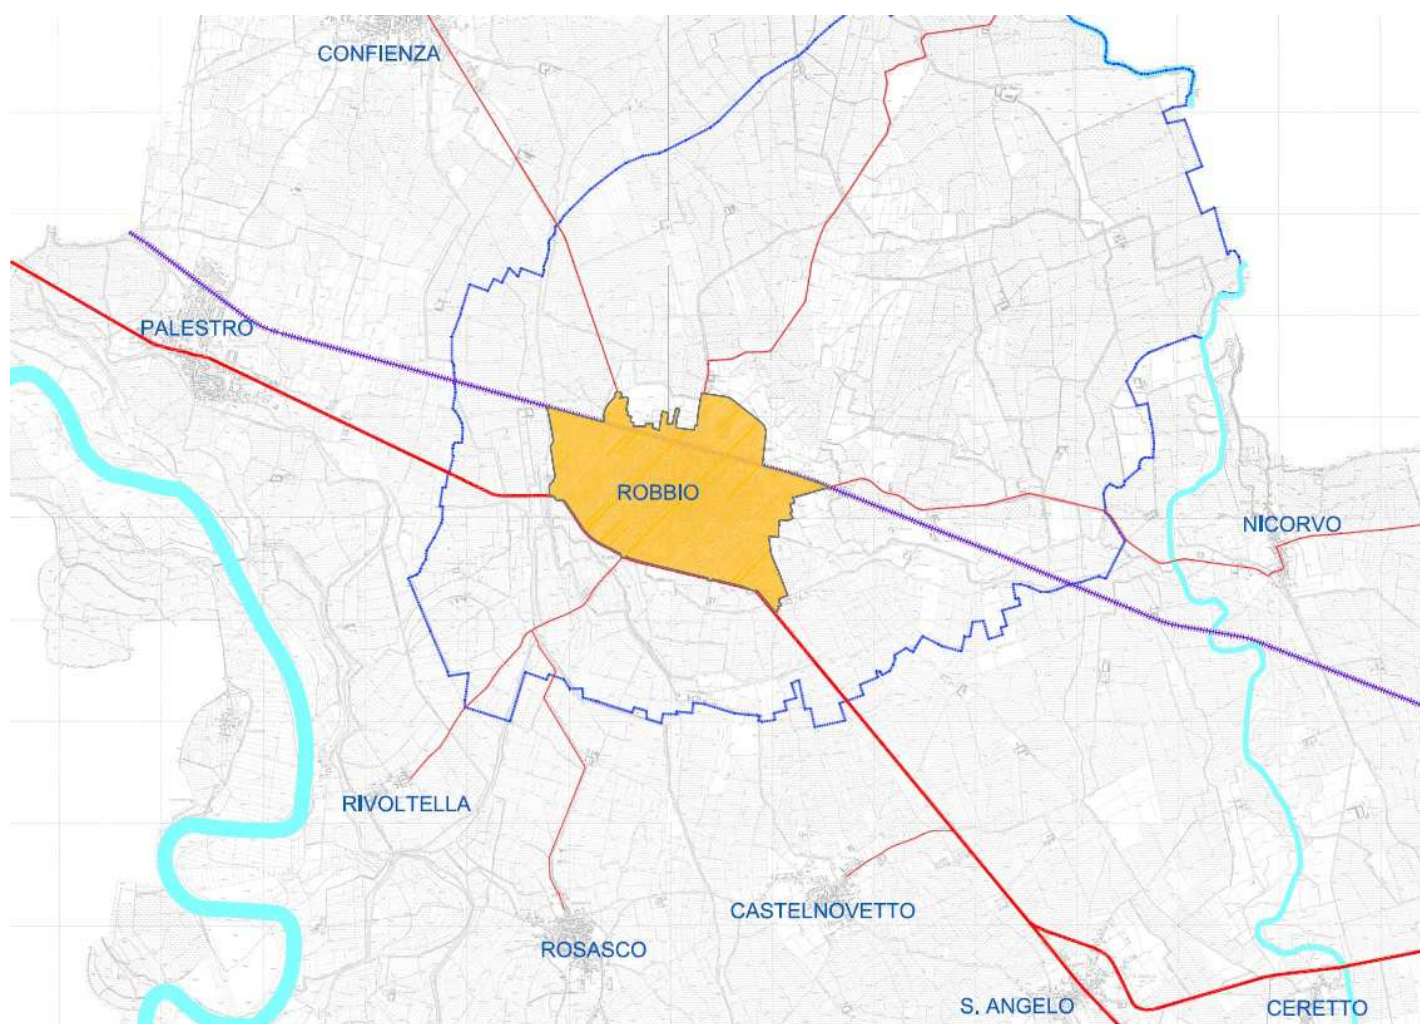 CONFIENZA
PALESTRO
ROBBIO
NICORVO
RIVOLTELLA
CASTELNOVETTO
ROSASCO
S. ANGELO
CERETTO